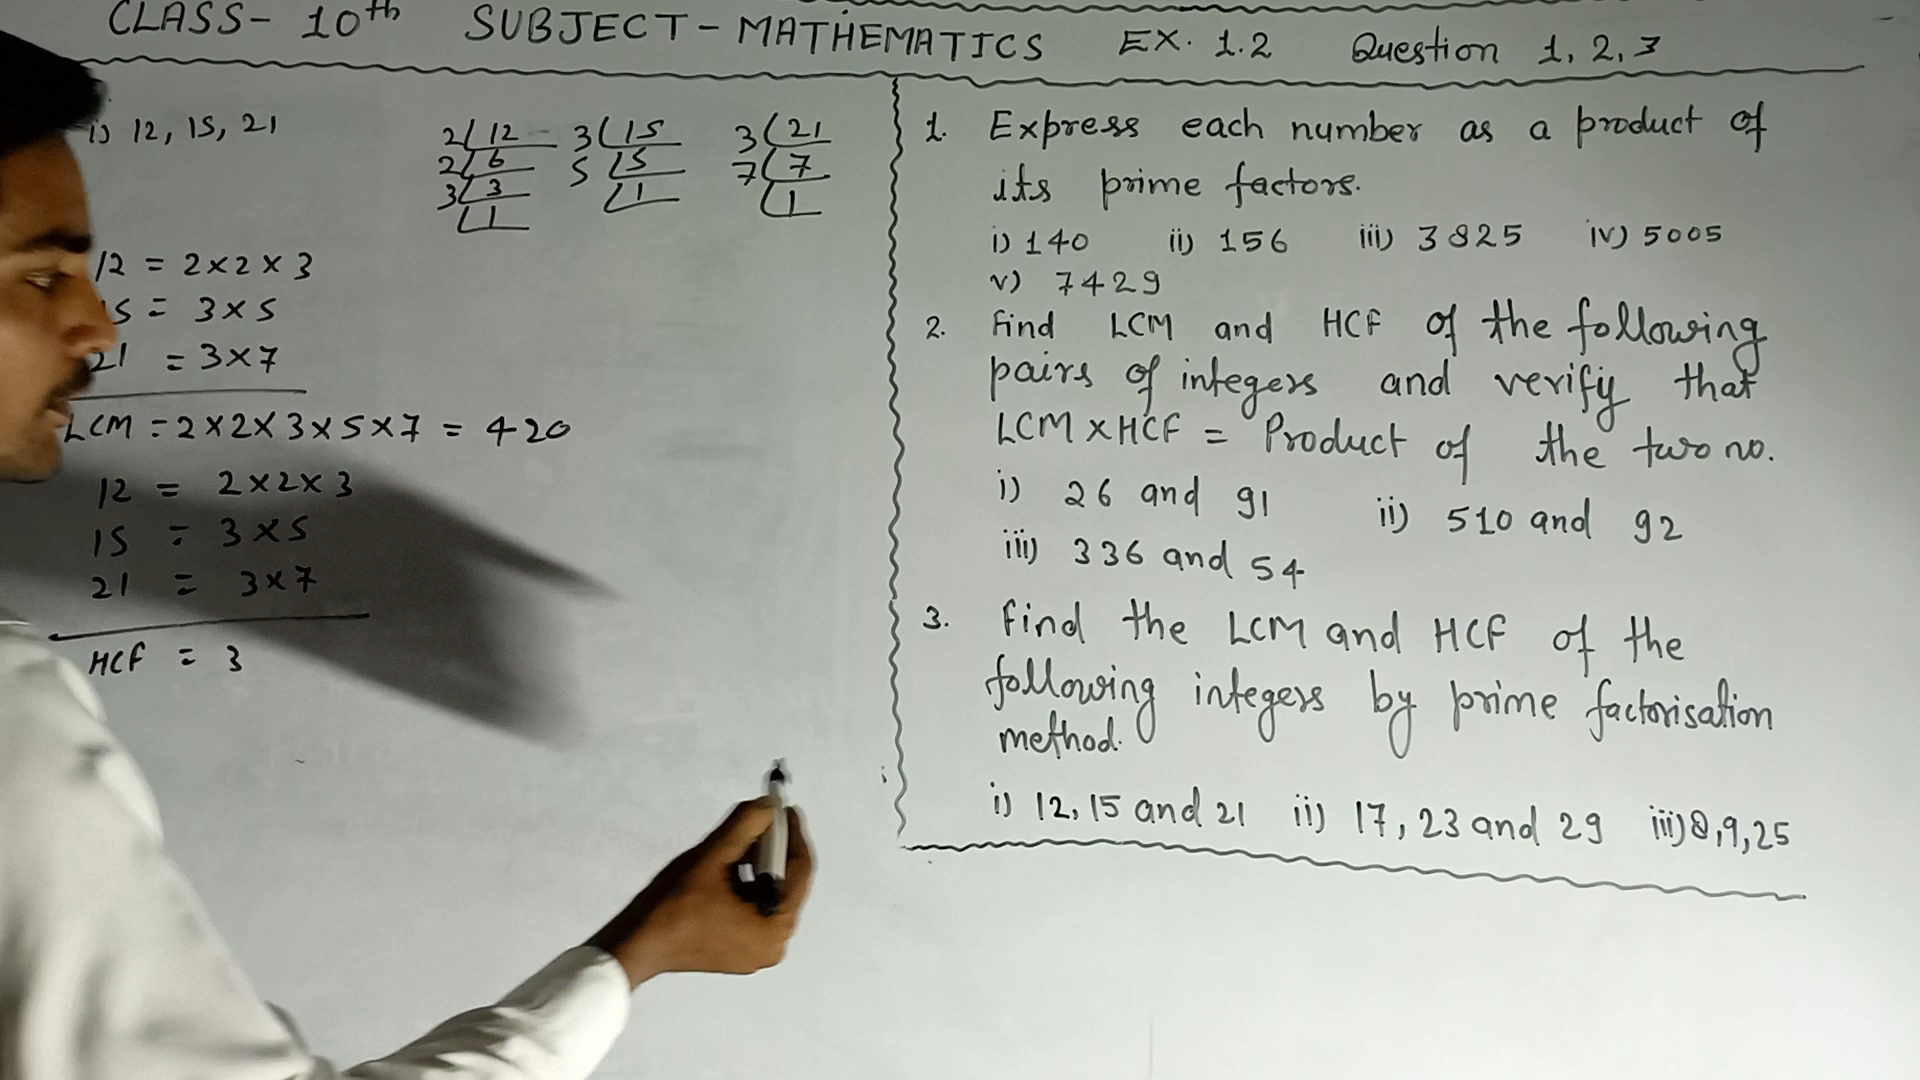 CLASS- 10th SUBJECT - MATHEMATICS EX. 1.2 Question 1, 2, 3
i) 12, 15, 21
2 12 3 15 3 21
2 6 5 5 7 7
3 3 1 1
1
12 = 2×2×3
5 = 3×5
21 = 3×7
LCM = 2×2×3×5×7 = 420
12 = 2×2×3
15 = 3×5
21 = 3×7
HCF = 3
1. Express each number as a product of
its prime factors.
i) 140 ii) 156 iii) 3825 iv) 5005
v) 7429
2. Find LCM and HCF of the following
pairs of integers and verify that
LCM × HCF = Product of the two no.
i) 26 and 91 ii) 510 and 92
iii) 336 and 54
3. Find the LCM and HCF of the
following integers by prime factorisation
method.
i) 12, 15 and 21 ii) 17, 23 and 29 iii) 8,9,25